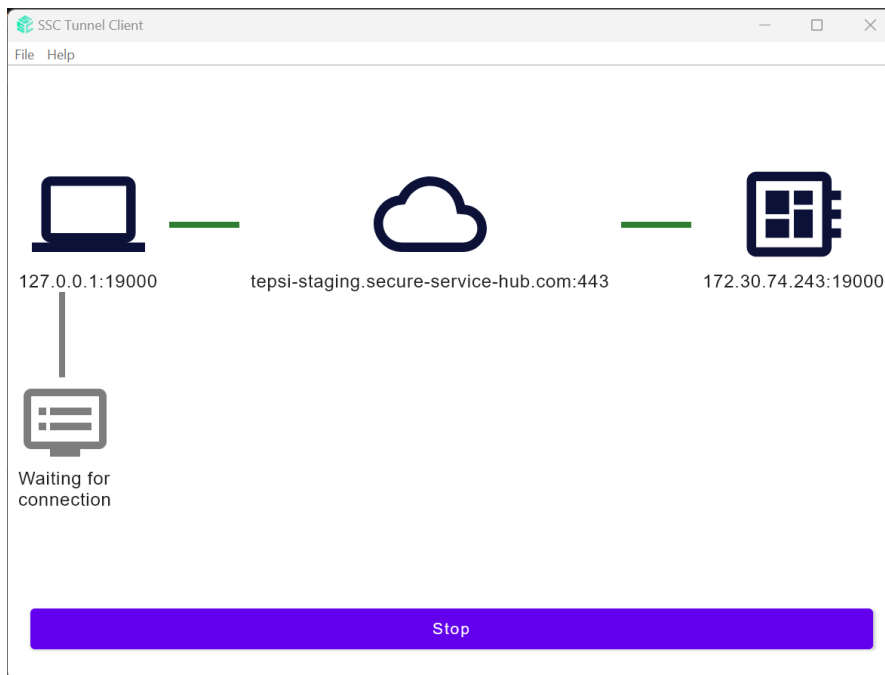 SSC Tunnel Client
File Help
127.0.0.1:19000
tepsi-staging.secure-service-hub.com:443
172.30.74.243:19000
Waiting for
connection
Stop